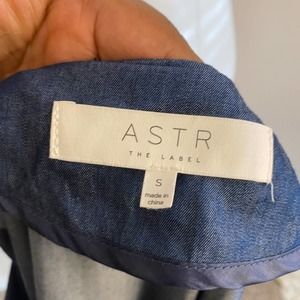 ASTR
THE LABEL
S
made in
china